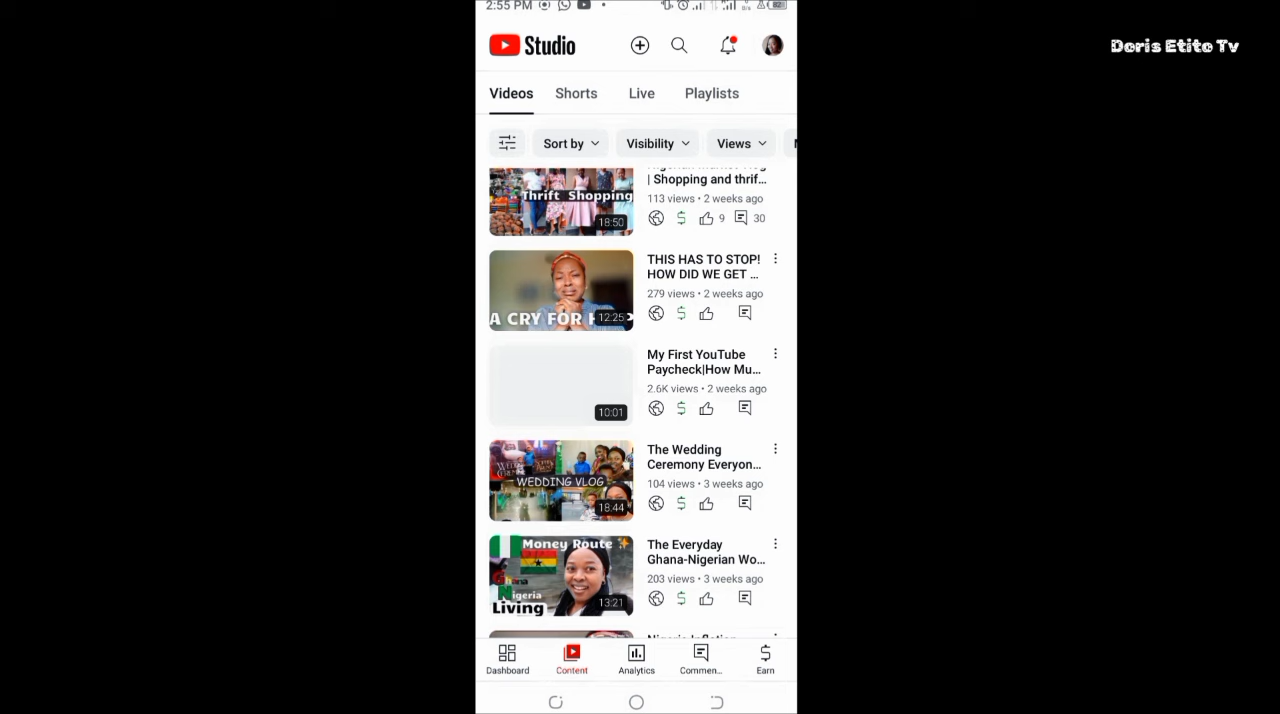 2:55 PM
Doris Etito Tv
Studio
Videos Shorts Live Playlists
Sort by Visibility Views
| Shopping and thrif...
Thrift Shopping
113 views • 2 weeks ago
18:50
9 30
THIS HAS TO STOP!
HOW DID WE GET ...
279 views • 2 weeks ago
A CRY FOR
12:25
My First YouTube
Paycheck|How Mu...
2.6K views • 2 weeks ago
10:01
The Wedding
Ceremony Everyon...
WEDDING VLOG
104 views • 3 weeks ago
18:44
Money Route
The Everyday
Ghana-Nigerian Wo...
203 views • 3 weeks ago
Ghana
Nigeria
Living
13:21
Dashboard Content Analytics Commen... Earn